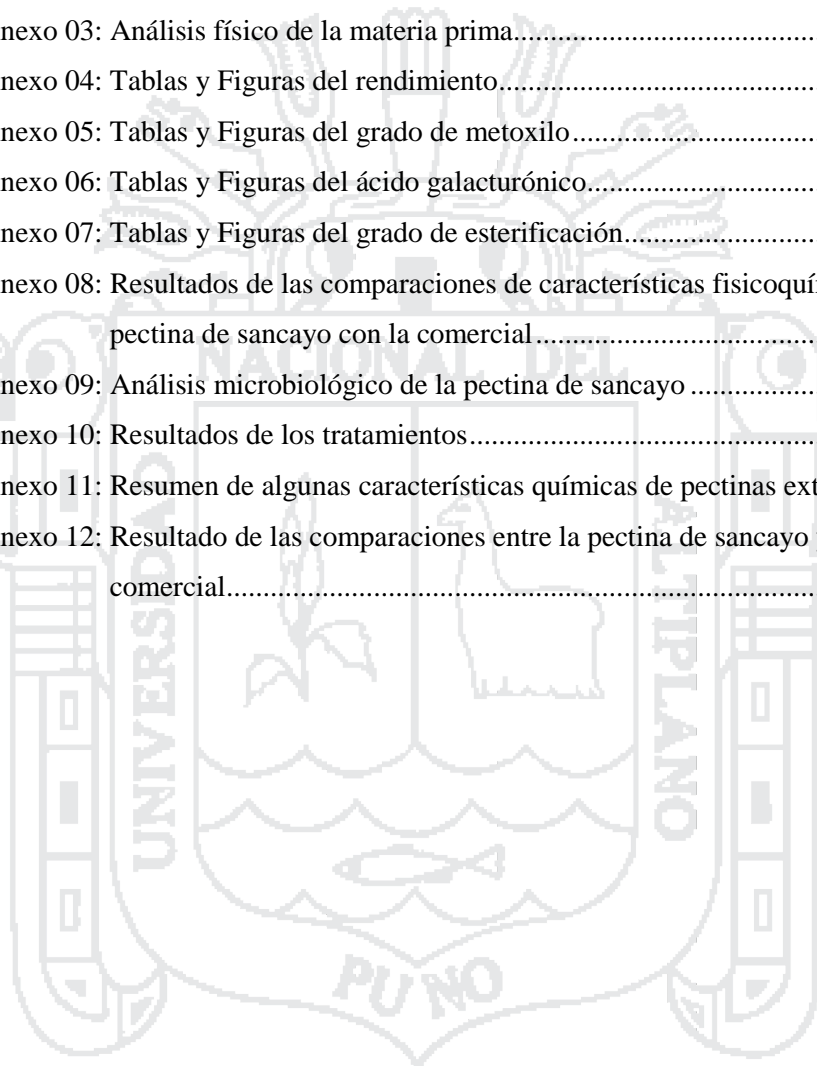 nexo 03: Análisis físico de la materia prima
nexo 04: Tablas y Figuras del rendimiento
nexo 05: Tablas y Figuras del grado de metoxilo
nexo 06: Tablas y Figuras del ácido galacturónico
nexo 07: Tablas y Figuras del grado de esterificación
nexo 08: Resultados de las comparaciones de características fisicoquí
pectina de sancayo con la comercial
nexo 09: Análisis microbiológico de la pectina de sancayo
nexo 10: Resultados de los tratamientos
nexo 11: Resumen de algunas características químicas de pectinas ext
nexo 12: Resultado de las comparaciones entre la pectina de sancayo
comercial
NACIONAL DEL
UNIVERSIDAD
ALTIPLANO
PUNO